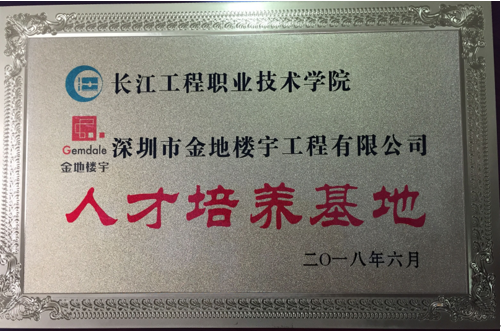 长江工程职业技术学院
Gemdale
金地楼宇
深圳市金地楼宇工程有限公司
人才培养基地
二〇一八年六月